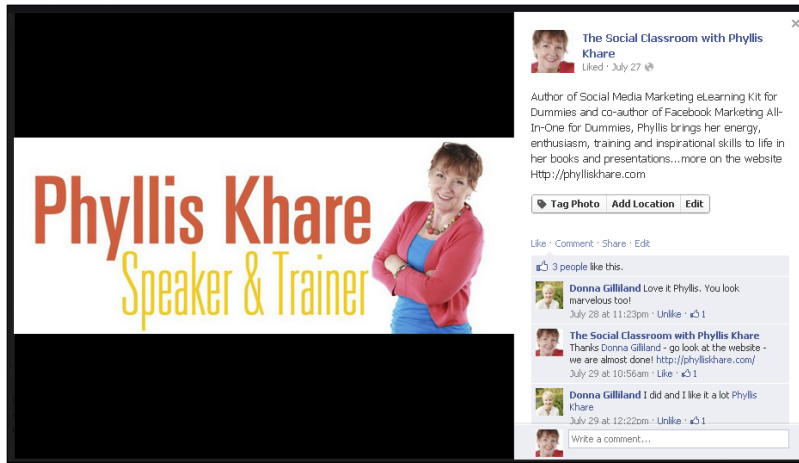 Phyllis Khare
Speaker & Trainer
The Social Classroom with Phyllis
Khare
Liked · July 27
Author of Social Media Marketing eLearning Kit for
Dummies and co-author of Facebook Marketing All-
In-One for Dummies, Phyllis brings her energy,
enthusiasm, training and inspirational skills to life in
her books and presentations...more on the website
Http://phylliskhare.com
Tag Photo Add Location Edit
Like · Comment · Share · Edit
3 people like this.
Donna Gilliland Love it Phyllis. You look
marvelous too!
July 28 at 11:23pm · Unlike · 1
The Social Classroom with Phyllis Khare
Thanks Donna Gilliland - go look at the website -
we are almost done! http://phylliskhare.com/
July 29 at 10:56am · Like · 1
Donna Gilliland I did and I like it a lot Phyllis
Khare
July 29 at 12:22pm · Unlike · 1
Write a comment...